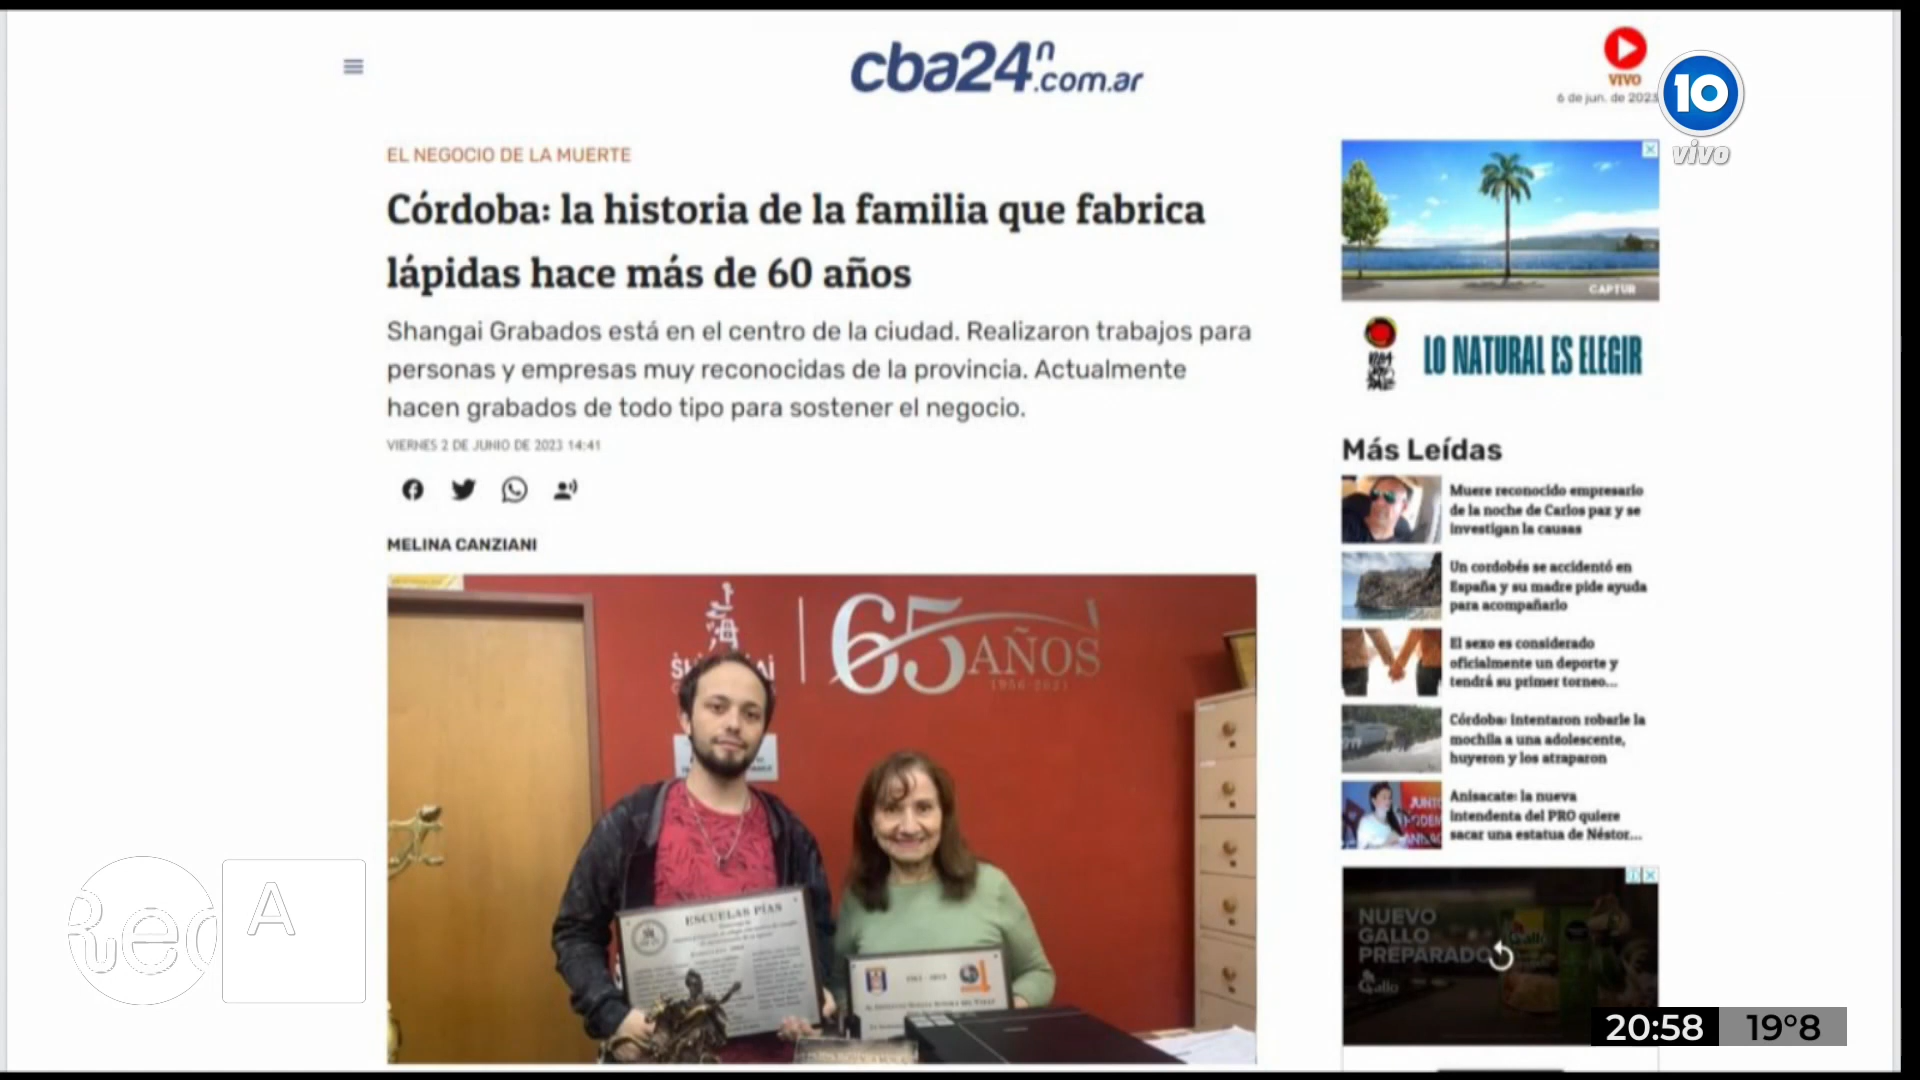 cba24n.com.ar
VIVO
6 de jun. de 2023
10
vivo
EL NEGOCIO DE LA MUERTE
Córdoba: la historia de la familia que fabrica
lápidas hace más de 60 años
Shangai Grabados está en el centro de la ciudad. Realizaron trabajos para
personas y empresas muy reconocidas de la provincia. Actualmente
hacen grabados de todo tipo para sostener el negocio.
VIERNES 2 DE JUNIO DE 2023 14:41
MELINA CANZIANI
65 AÑOS
1956-2021
ESCUELAS PÍAS
CAPTUR
LO NATURAL ES ELEGIR
Más Leídas
Muere reconocido empresario
de la noche de Carlos paz y se
investigan la causas
Un cordobés se accidentó en
España y su madre pide ayuda
para acompañarlo
El sexo es considerado
oficialmente un deporte y
tendrá su primer torneo...
Córdoba: intentaron robarle la
mochila a una adolescente,
huyeron y los atraparon
Anisacate: la nueva
intendenta del PRO quiere
sacar una estatua de Néstor...
NUEVO
GALLO
PREPARADO
Gallo
A
20:58 19°8